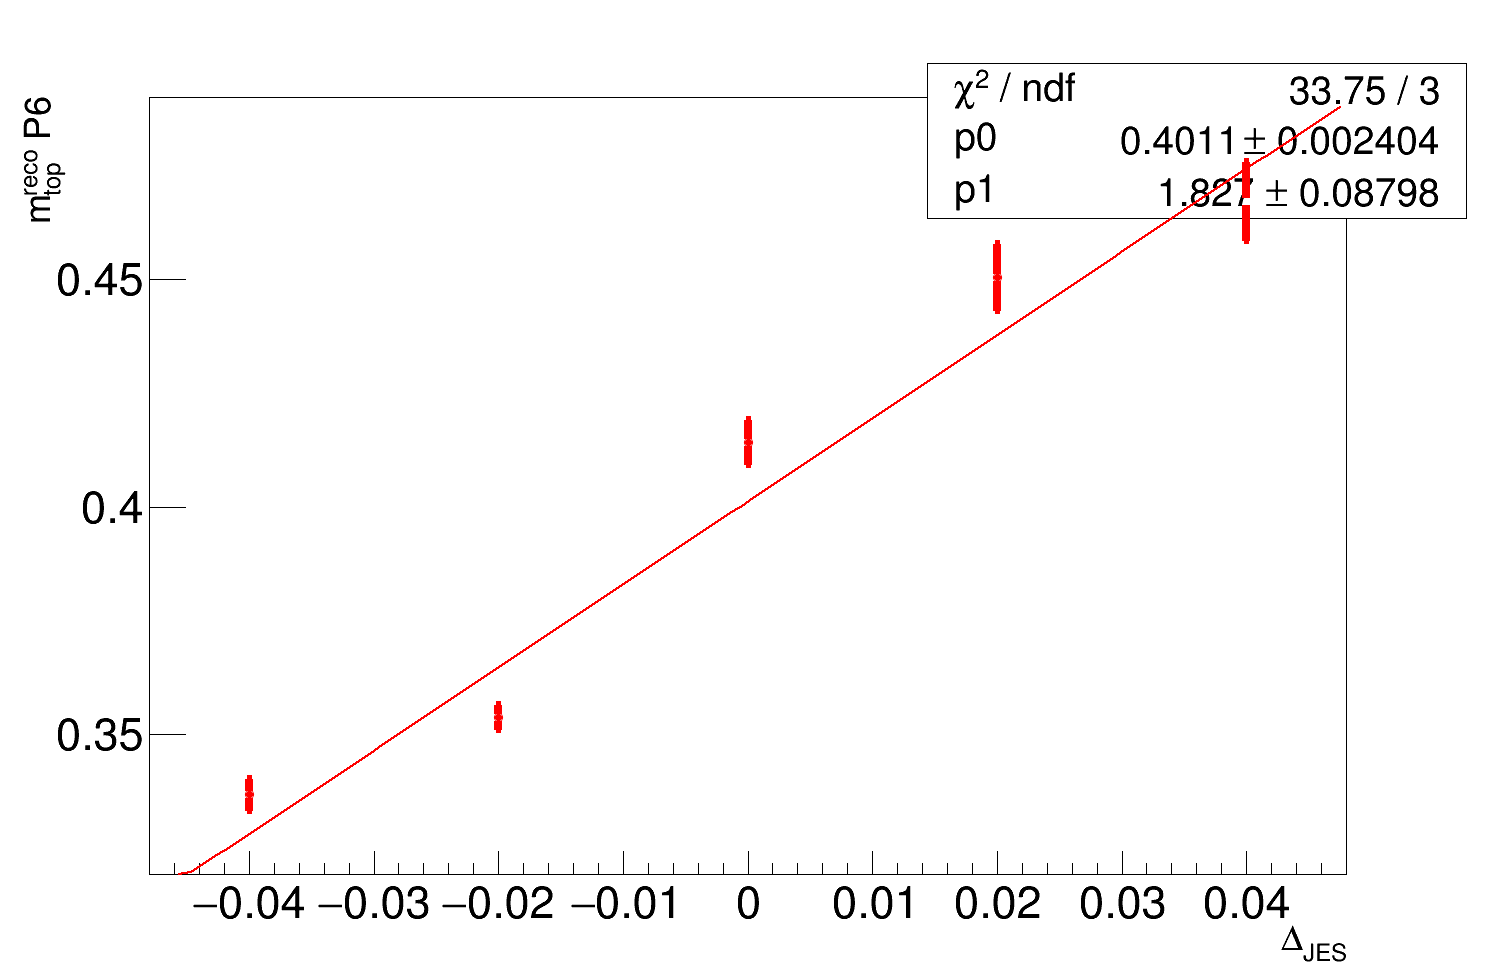 χ² / ndf 33.75 / 3
p0 0.4011 ± 0.002404
p1 1.827 ± 0.08798
m_top^reco P6
0.45
0.4
0.35
−0.04 −0.03 −0.02 −0.01 0 0.01 0.02 0.03 0.04
Δ_JES